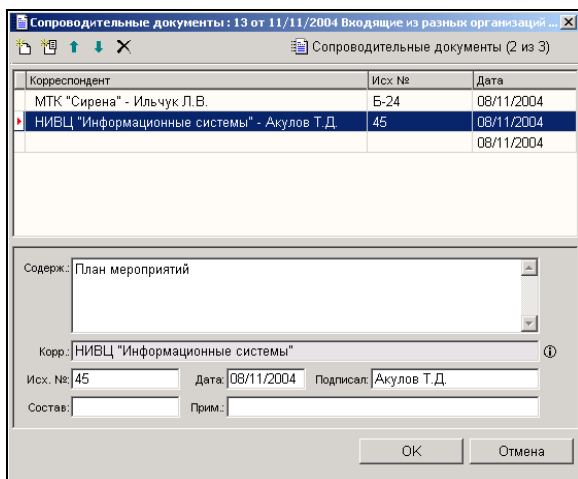 Сопроводительные документы : 13 от 11/11/2004 Входящие из разных организаций ...
Сопроводительные документы (2 из 3)
Корреспондент Исх № Дата
МТК "Сирена" - Ильчук Л.В. Б-24 08/11/2004
НИВЦ "Информационные системы" - Акулов Т.Д. 45 08/11/2004
08/11/2004
Содерж.: План мероприятий
Корр.: НИВЦ "Информационные системы"
Исх. №: 45 Дата: 08/11/2004 Подписал: Акулов Т.Д.
Состав: Прим.:
OK Отмена